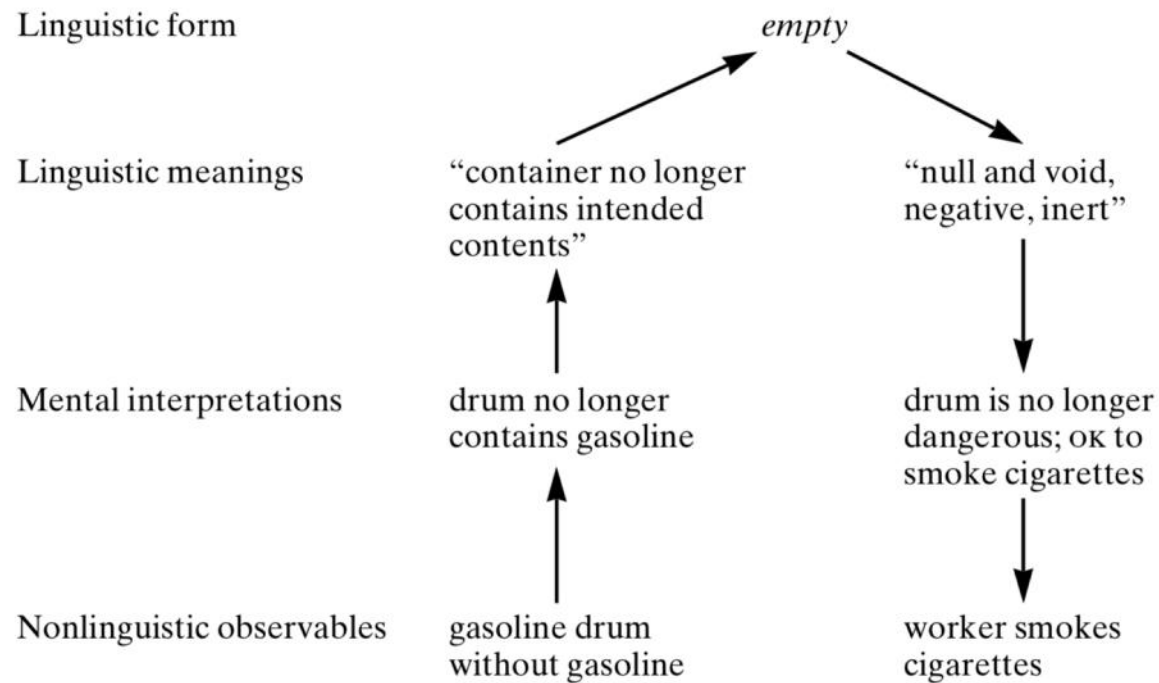 Linguistic form empty
Linguistic meanings “container no longer “null and void,
contains intended negative, inert”
contents”
Mental interpretations drum no longer drum is no longer
contains gasoline dangerous; OK to
smoke cigarettes
Nonlinguistic observables gasoline drum worker smokes
without gasoline cigarettes